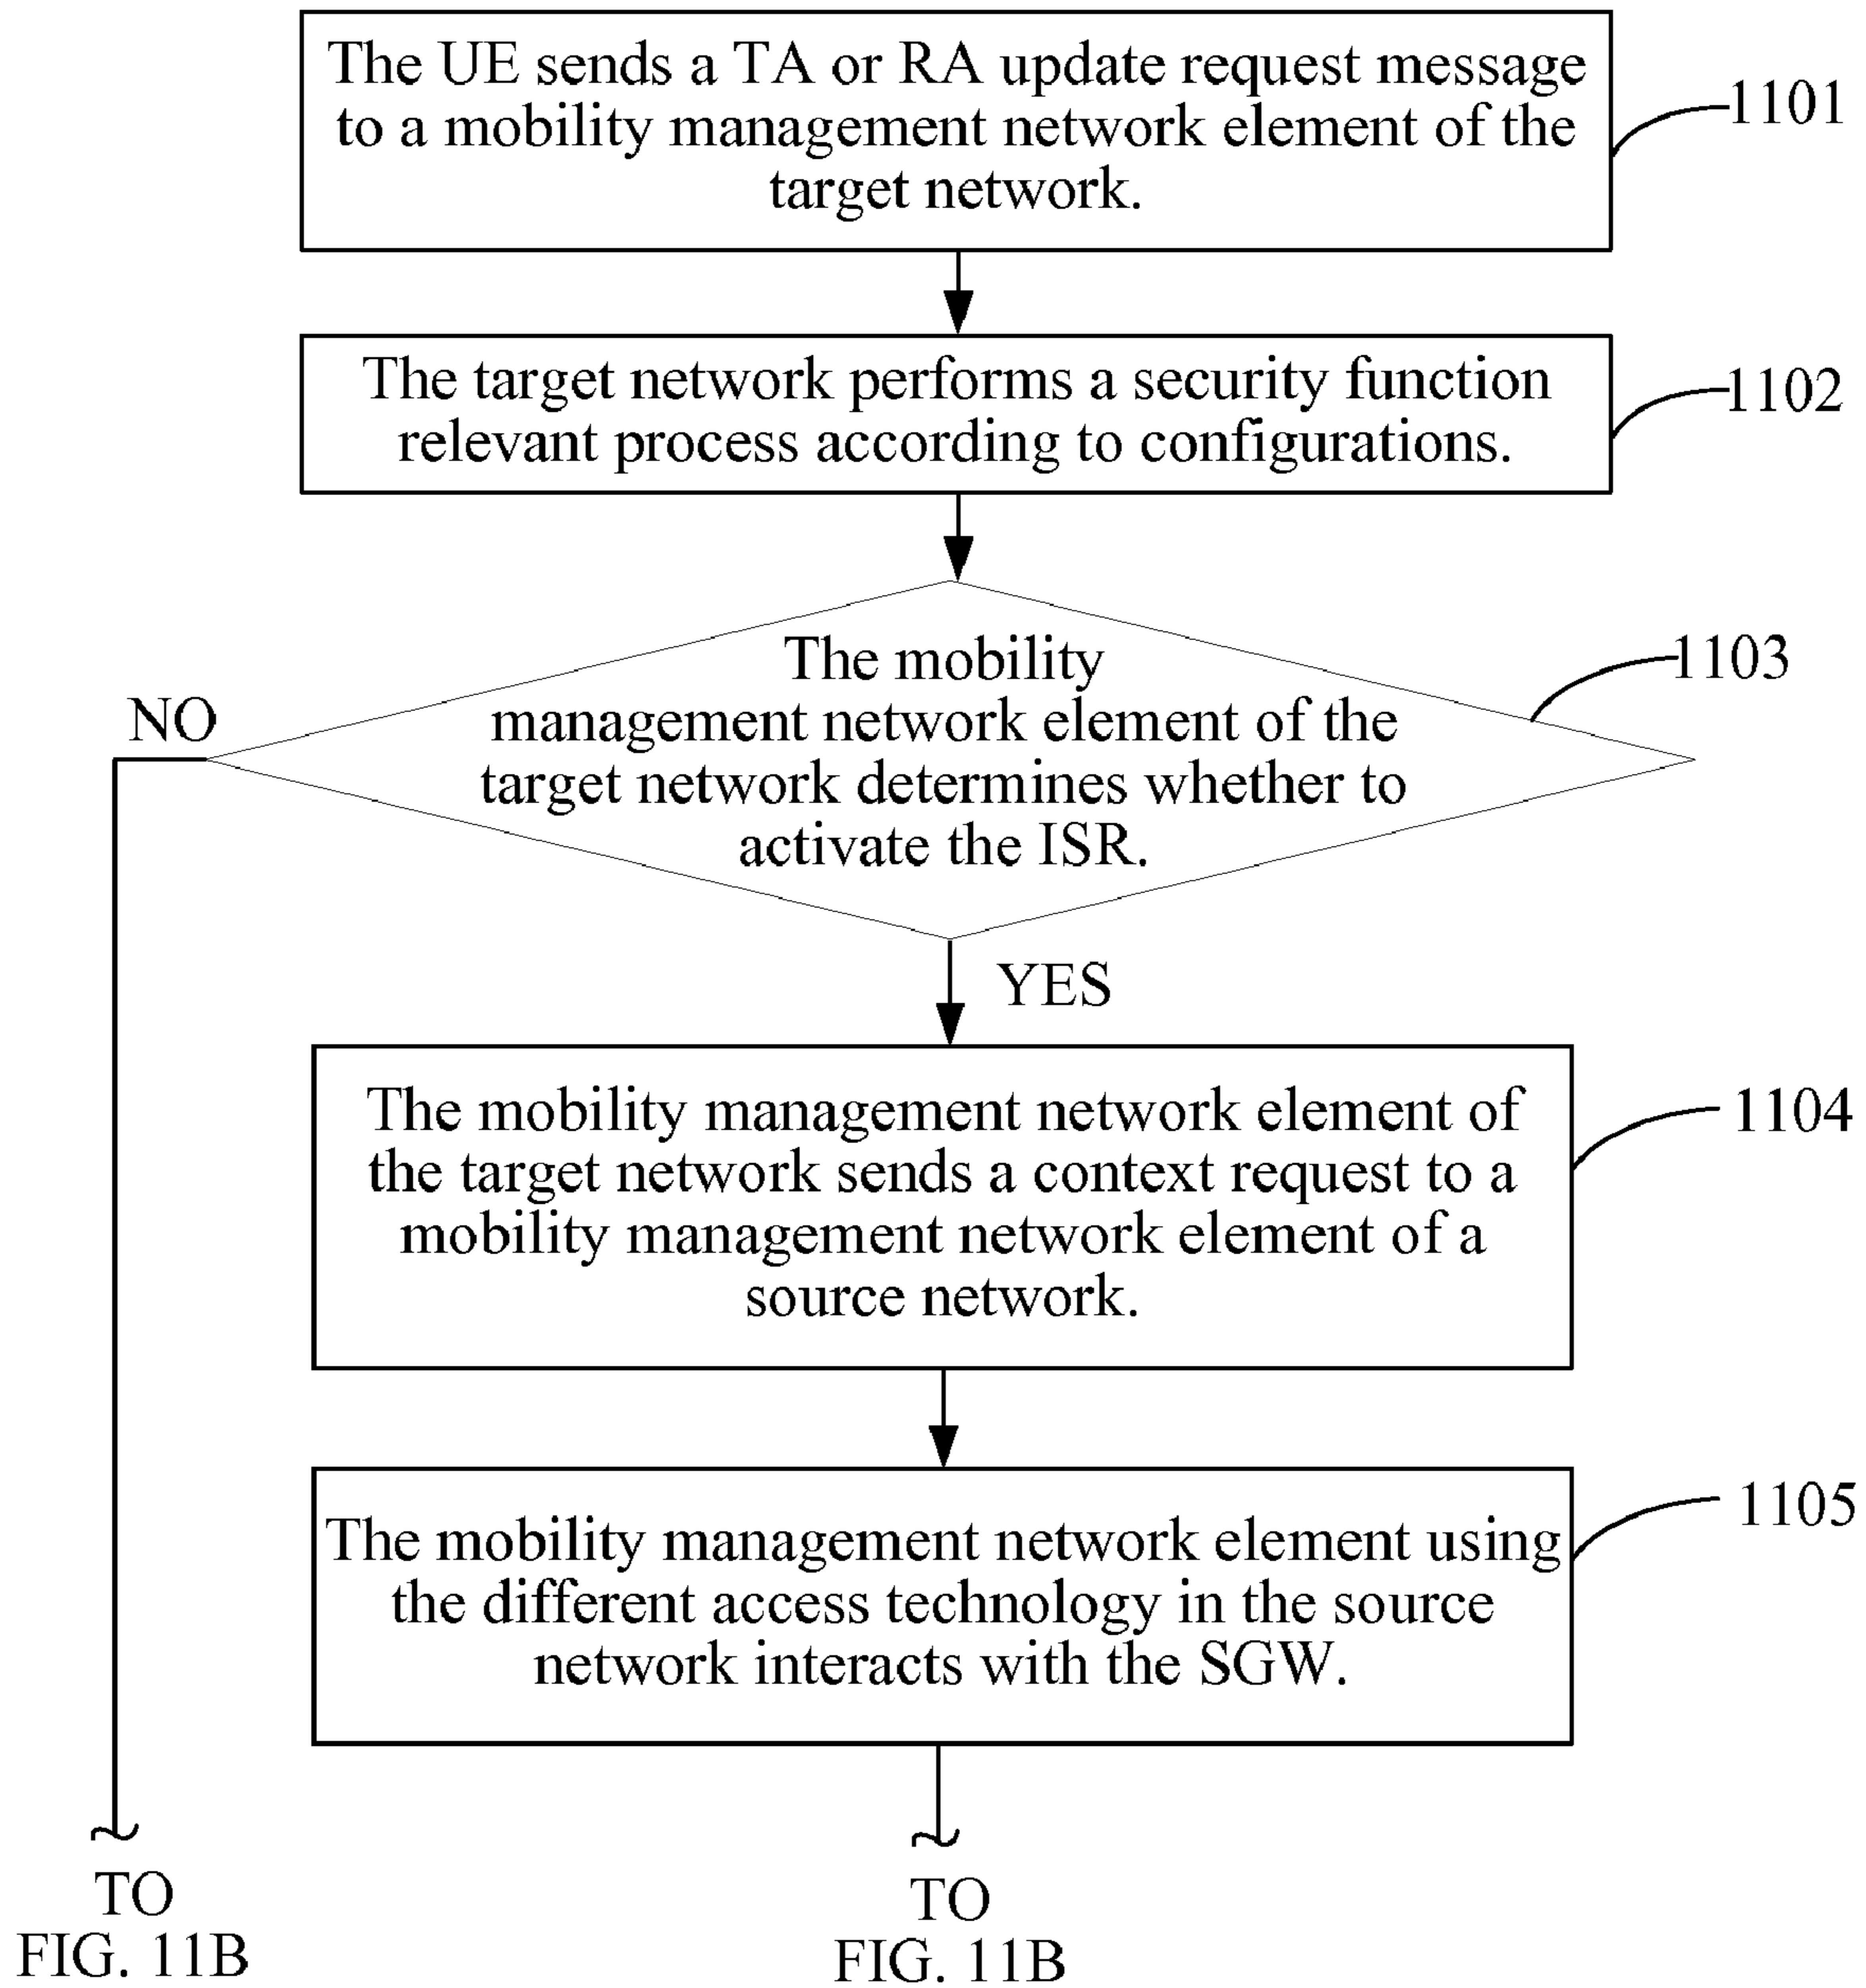 The UE sends a TA or RA update request message
to a mobility management network element of the
target network.
1101
The target network performs a security function
relevant process according to configurations.
1102
The mobility
management network element of the
target network determines whether to
activate the ISR.
1103
NO
YES
The mobility management network element of
the target network sends a context request to a
mobility management network element of a
source network.
1104
The mobility management network element using
the different access technology in the source
network interacts with the SGW.
1105
TO
FIG. 11B
TO
FIG. 11B